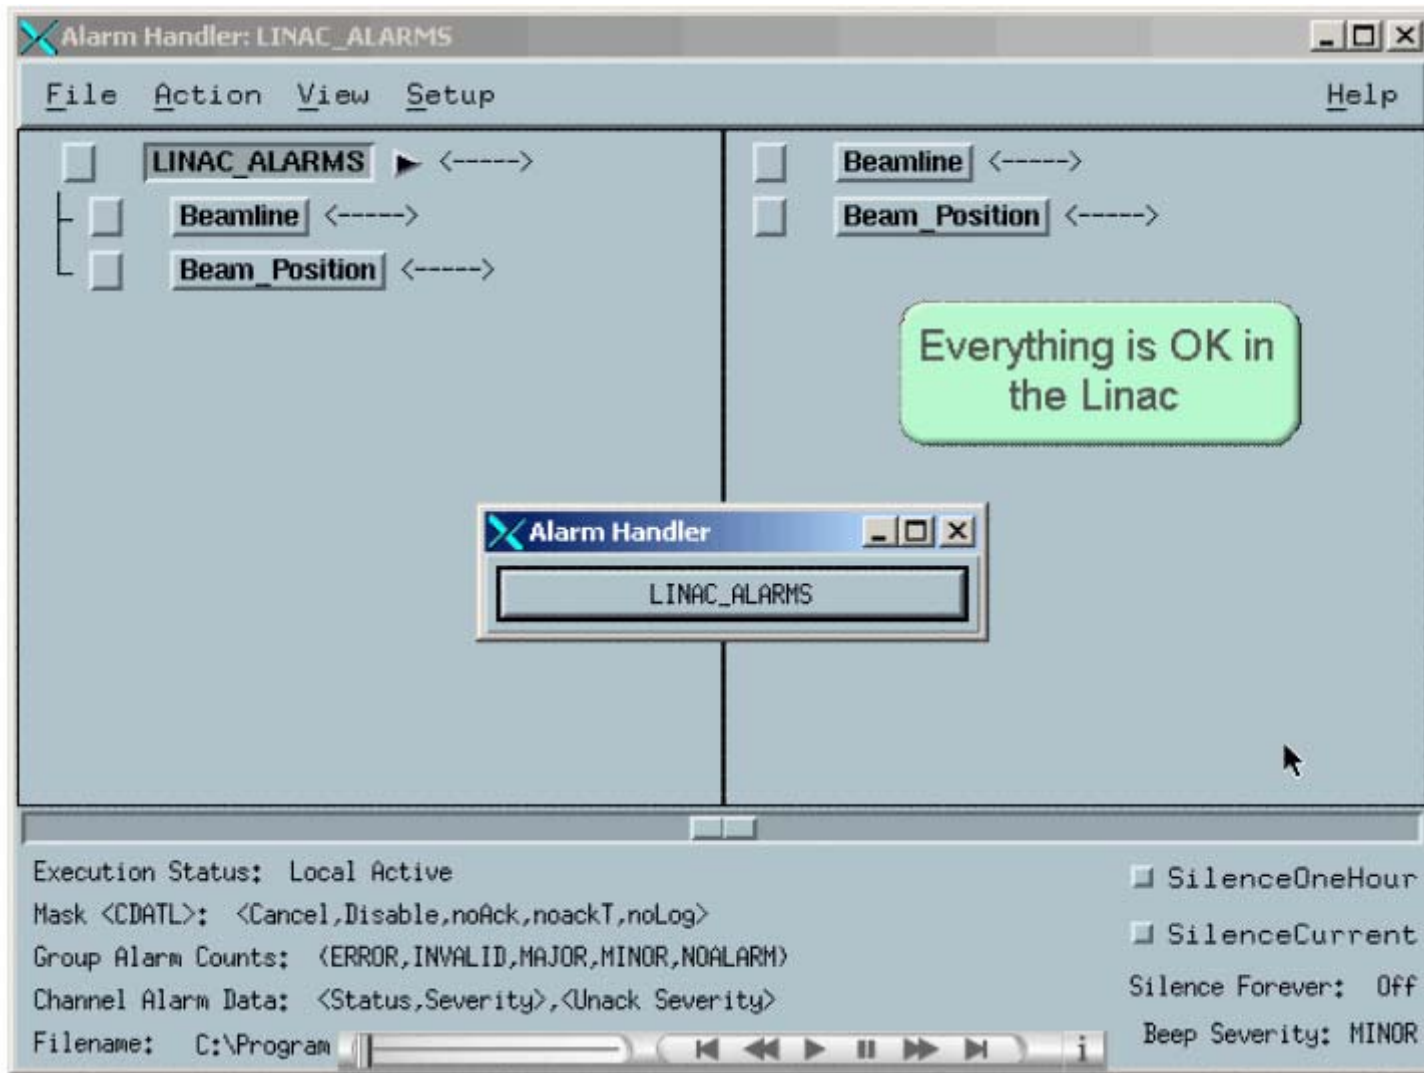 Alarm Handler: LINAC_ALARMS
File Action View Setup Help
LINAC_ALARMS <----->
Beamline <----->
Beam_Position <----->
Beamline <----->
Beam_Position <----->
Everything is OK in
the Linac
Alarm Handler
LINAC_ALARMS
Execution Status: Local Active
Mask <CDATL>: <Cancel,Disable,noAck,noackT,noLog>
Group Alarm Counts: (ERROR,INVALID,MAJOR,MINOR,NOALARM)
Channel Alarm Data: <Status,Severity>,<Unack Severity>
Filename: C:\Program
SilenceOneHour
SilenceCurrent
Silence Forever: Off
Beep Severity: MINOR
i